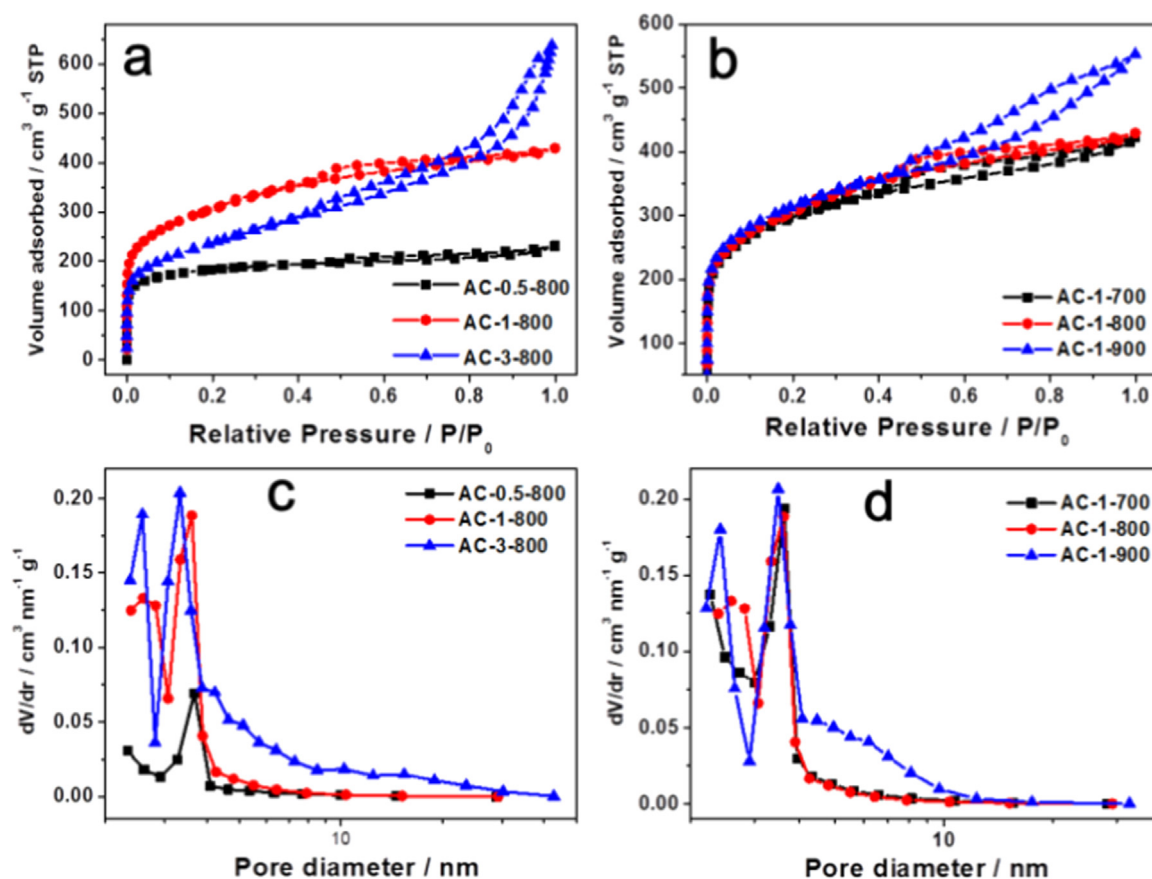 a
Volume adsorbed / cm³ g⁻¹ STP
600
500
400
300
200
100
0
AC-0.5-800
AC-1-800
AC-3-800
0.0 0.2 0.4 0.6 0.8 1.0
Relative Pressure / P/P₀
b
Volume adsorbed / cm³ g⁻¹ STP
600
500
400
300
200
100
AC-1-700
AC-1-800
AC-1-900
0.0 0.2 0.4 0.6 0.8 1.0
Relative Pressure / P/P₀
c
dV/dr / cm³ nm⁻¹ g⁻¹
0.20
0.15
0.10
0.05
0.00
AC-0.5-800
AC-1-800
AC-3-800
10
Pore diameter / nm
d
dV/dr / cm³ nm⁻¹ g⁻¹
0.20
0.15
0.10
0.05
0.00
AC-1-700
AC-1-800
AC-1-900
10
Pore diameter / nm